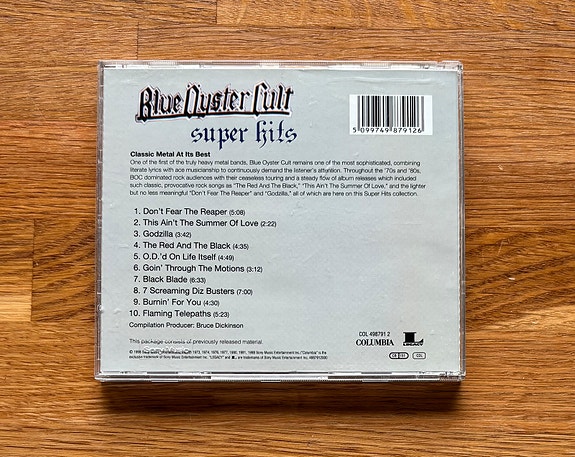 Blue Öyster Cult
super hits
5 099749 879126
Classic Metal At Its Best
One of the first of the truly heavy metal bands, Blue Oyster Cult remains one of the most sophisticated, combining
literate lyrics with ace musicianship to continually demand the listener's attention. Throughout the '70s and '80s,
BOC dominated rock audiences with their ceaseless touring and a steady flow of album releases which included
such classic, provocative rock songs as "The Red And The Black," "This Ain't The Summer Of Love," and the lighter
but no less meaningful "Don't Fear The Reaper" and "Godzilla," all of which are here on this Super Hits collection.
1. Don't Fear The Reaper (5:08)
2. This Ain't The Summer Of Love (2:22)
3. Godzilla (3:42)
4. The Red And The Black (4:35)
5. O.D.'d On Life Itself (4:49)
6. Goin' Through The Motions (3:12)
7. Black Blade (6:33)
8. 7 Screaming Diz Busters (7:00)
9. Burnin' For You (4:30)
10. Flaming Telepaths (5:23)
Compilation Producer: Bruce Dickinson
This package consists of previously released material.
COL 498791 2
COLUMBIA
LEGACY